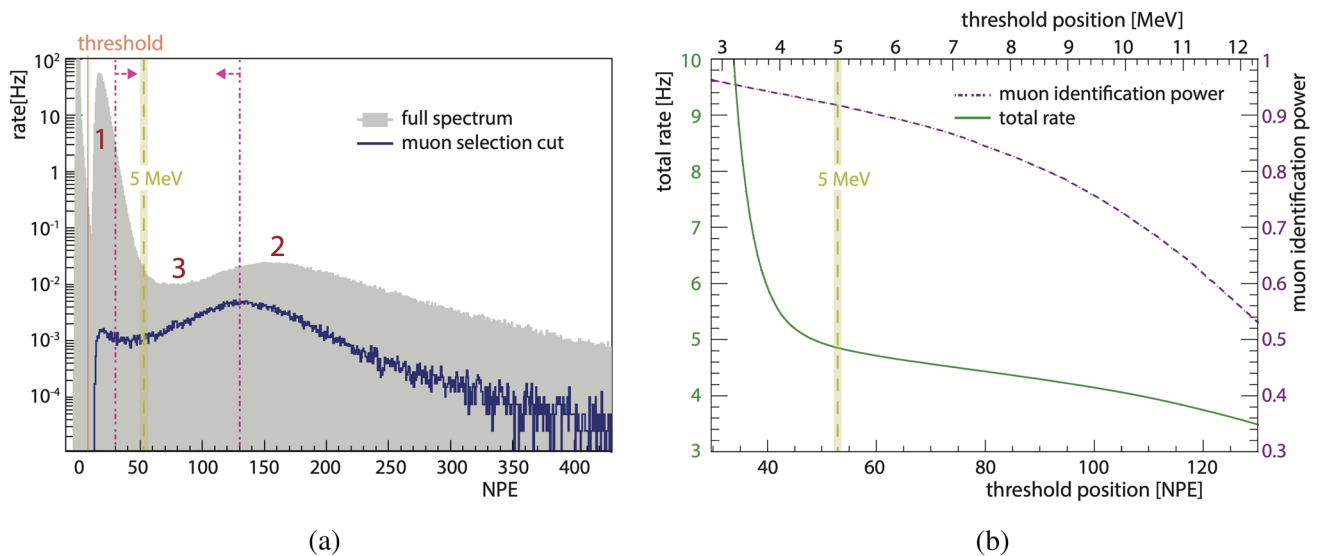 threshold
10²
10
1
10⁻¹
10⁻²
10⁻³
10⁻⁴
rate[Hz]
1
2
3
5 MeV
full spectrum
muon selection cut
0 50 100 150 200 250 300 350 400
NPE
(a)
threshold position [MeV]
3 4 5 6 7 8 9 10 11 12
10
9
8
7
6
5
4
3
total rate [Hz]
muon identification power
total rate
5 MeV
1
0.9
0.8
0.7
0.6
0.5
0.4
0.3
muon identification power
40 60 80 100 120
threshold position [NPE]
(b)